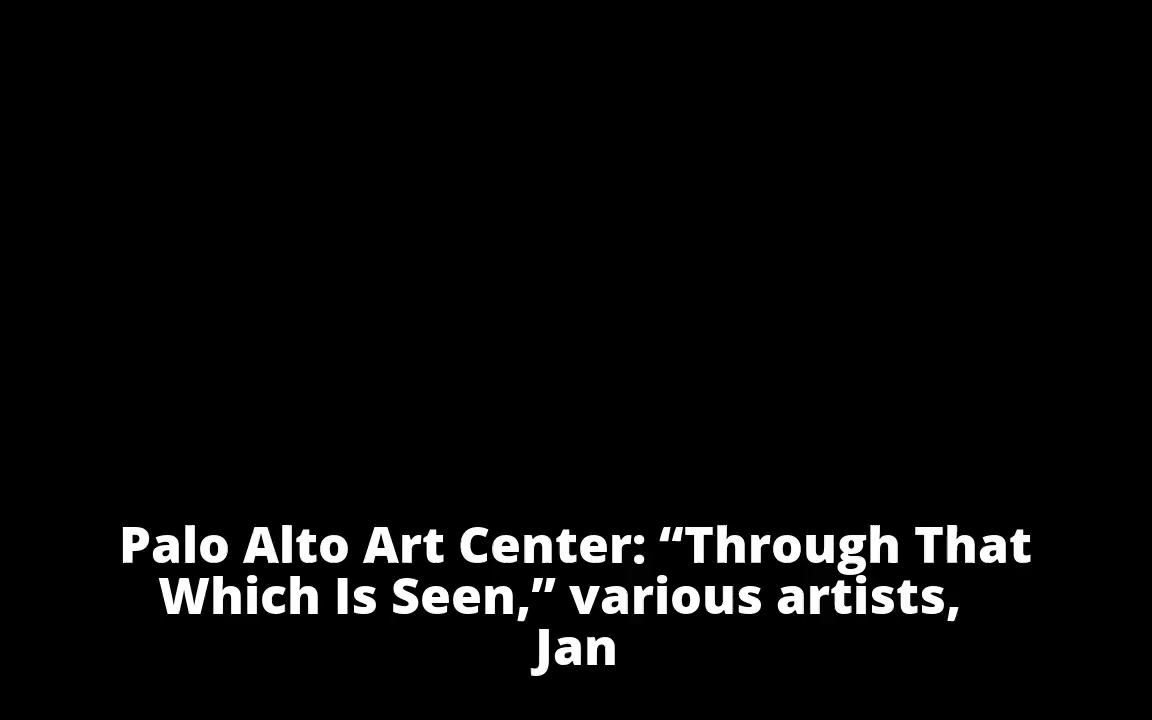 Palo Alto Art Center: “Through That
Which Is Seen,” various artists,
Jan